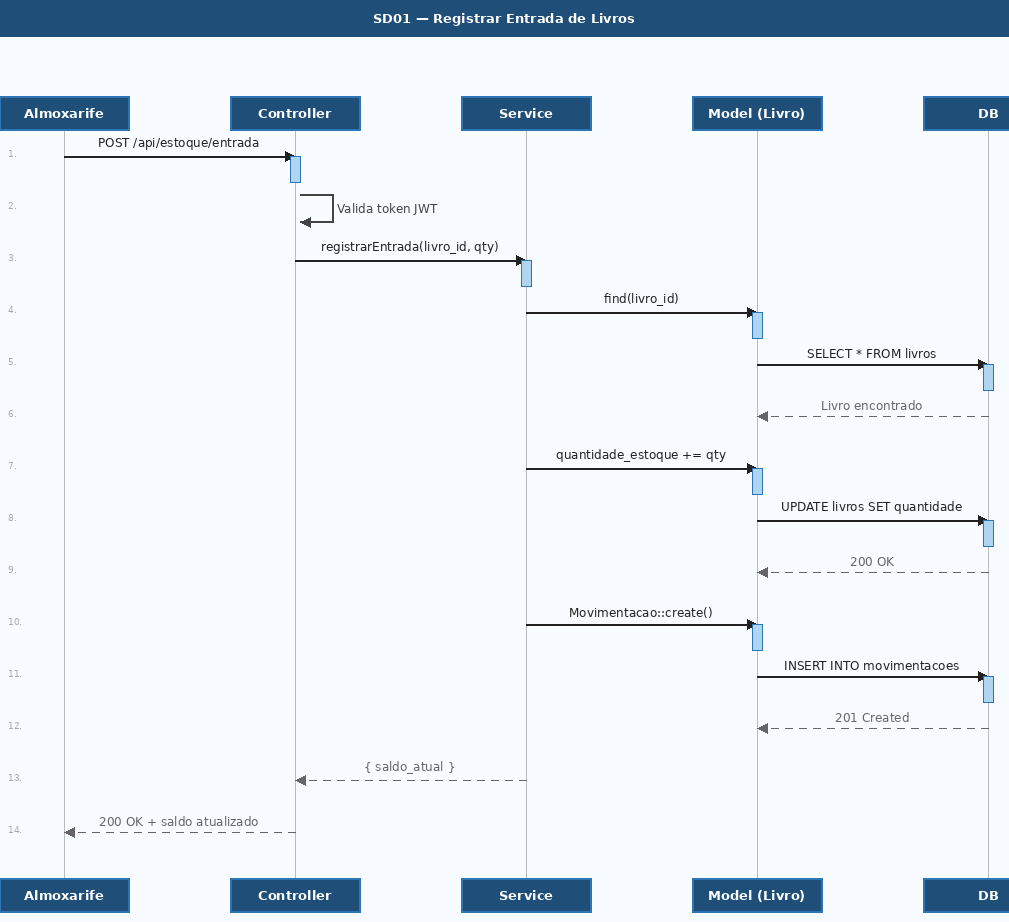 SD01 — Registrar Entrada de Livros
Almoxarife Controller Service Model (Livro) DB
1. POST /api/estoque/entrada
2. Valida token JWT
3. registrarEntrada(livro_id, qty)
4. find(livro_id)
5. SELECT * FROM livros
6. Livro encontrado
7. quantidade_estoque += qty
8. UPDATE livros SET quantidade
9. 200 OK
10. Movimentacao::create()
11. INSERT INTO movimentacoes
12. 201 Created
13. { saldo_atual }
14. 200 OK + saldo atualizado
Almoxarife Controller Service Model (Livro) DB